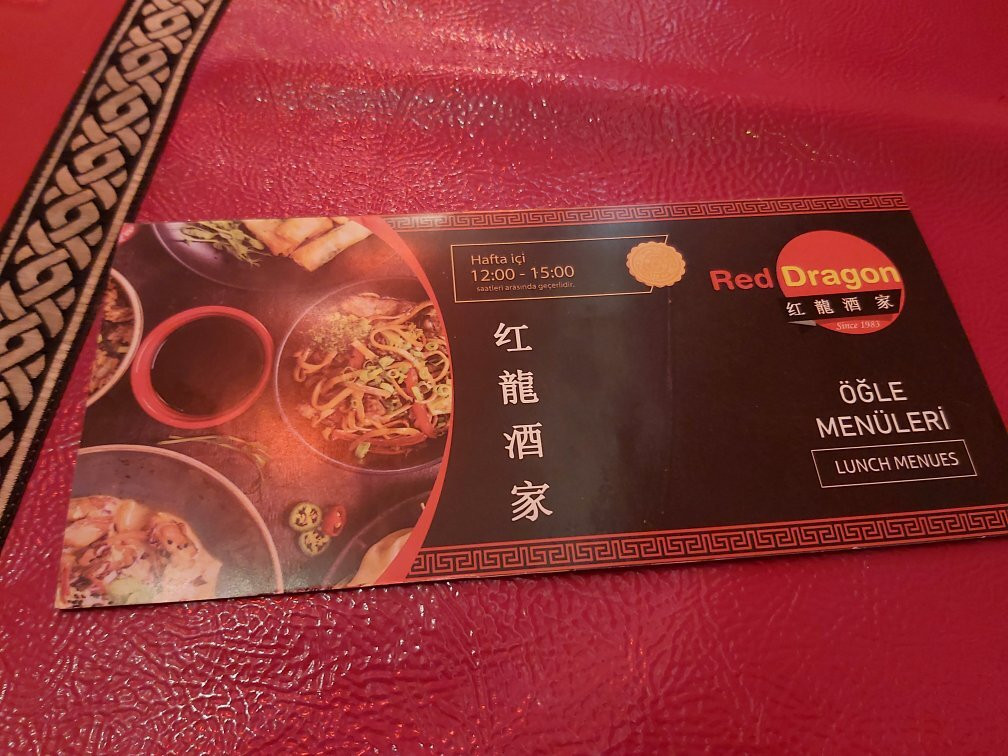 Hafta içi
12:00 - 15:00
saatleri arasında geçerlidir.
红龍酒家
Red Dragon
红龍酒家
Since 1983
ÖĞLE
MENÜLERİ
LUNCH MENUES